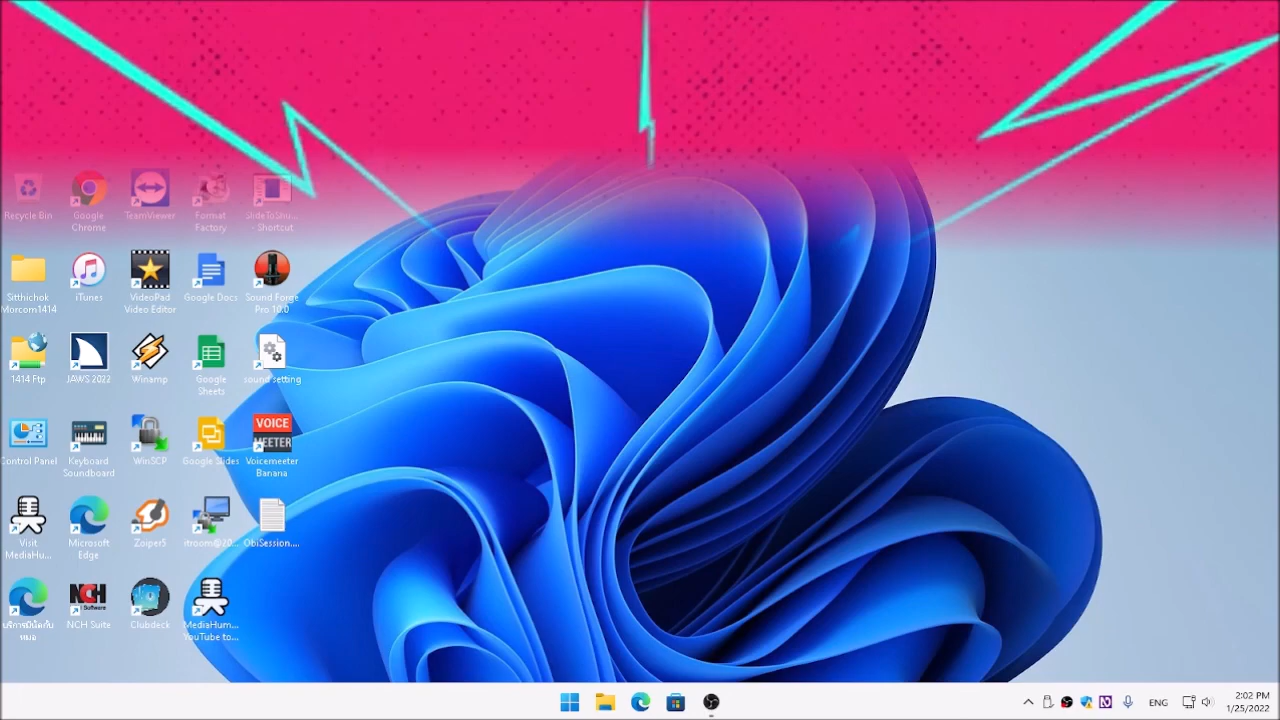 Recycle Bin
Google
Chrome
TeamViewer
Format
Factory
SlideToShu...
- Shortcut
Sitthichok
Morcom1414
iTunes
VideoPad
Video Editor
Google Docs
Sound Forge
Pro 10.0
1414 Ftp
JAWS 2022
Winamp
Google
Sheets
sound setting
Control Panel
Keyboard
Soundboard
WinSCP
Google Slides
VOICE
MEETER
Voicemeeter
Banana
Visit
MediaHu...
Microsoft
Edge
Zoiper5
itroom@20...
ObiSession....
NCH
Software
NCH Suite
Clubdeck
MediaHum...
YouTube to...
ENG
2:02 PM
1/25/2022